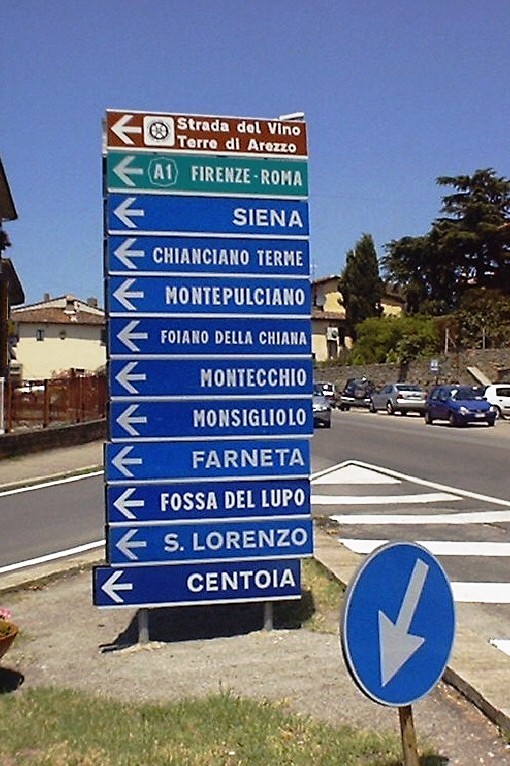 Strada del Vino
Terre di Arezzo
A1 FIRENZE-ROMA
SIENA
CHIANCIANO TERME
MONTEPULCIANO
FOIANO DELLA CHIANA
MONTECCHIO
MONSIGLIOLO
FARNETA
FOSSA DEL LUPO
S. LORENZO
CENTOIA